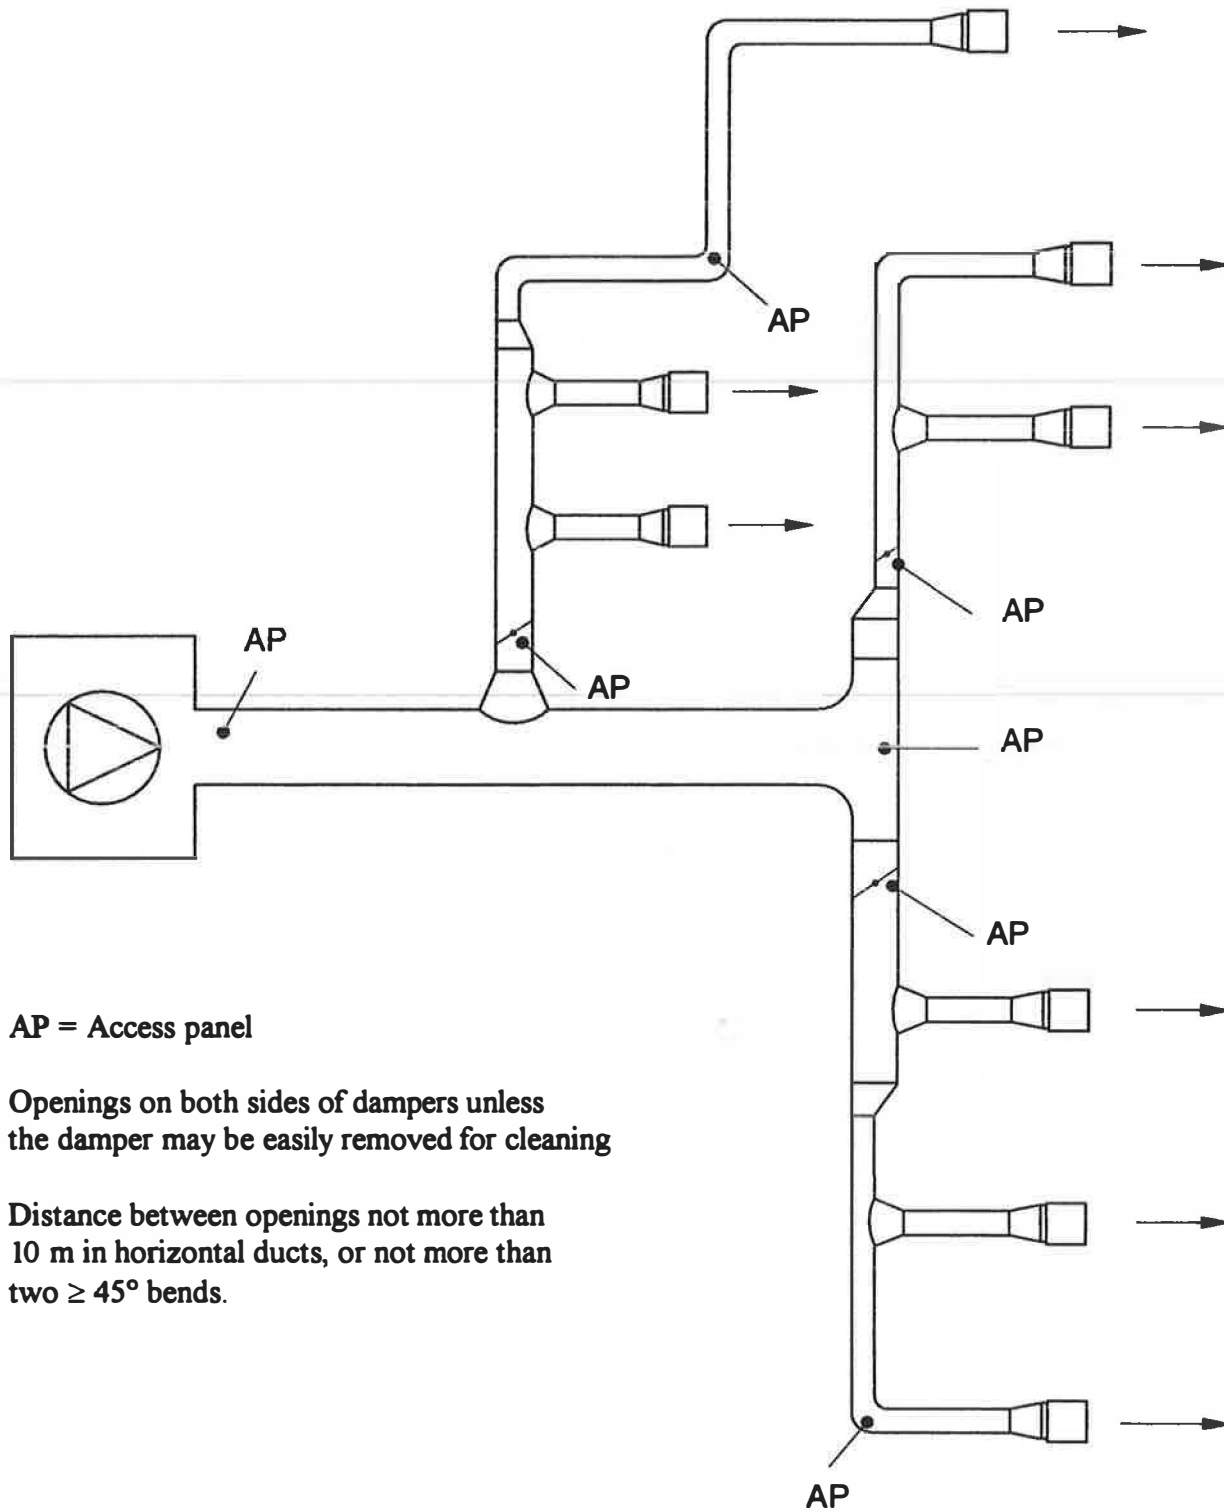 AP
AP
AP
AP
AP
AP
AP
AP = Access panel
Openings on both sides of dampers unless
the damper may be easily removed for cleaning
Distance between openings not more than
10 m in horizontal ducts, or not more than
two ≥ 45° bends.